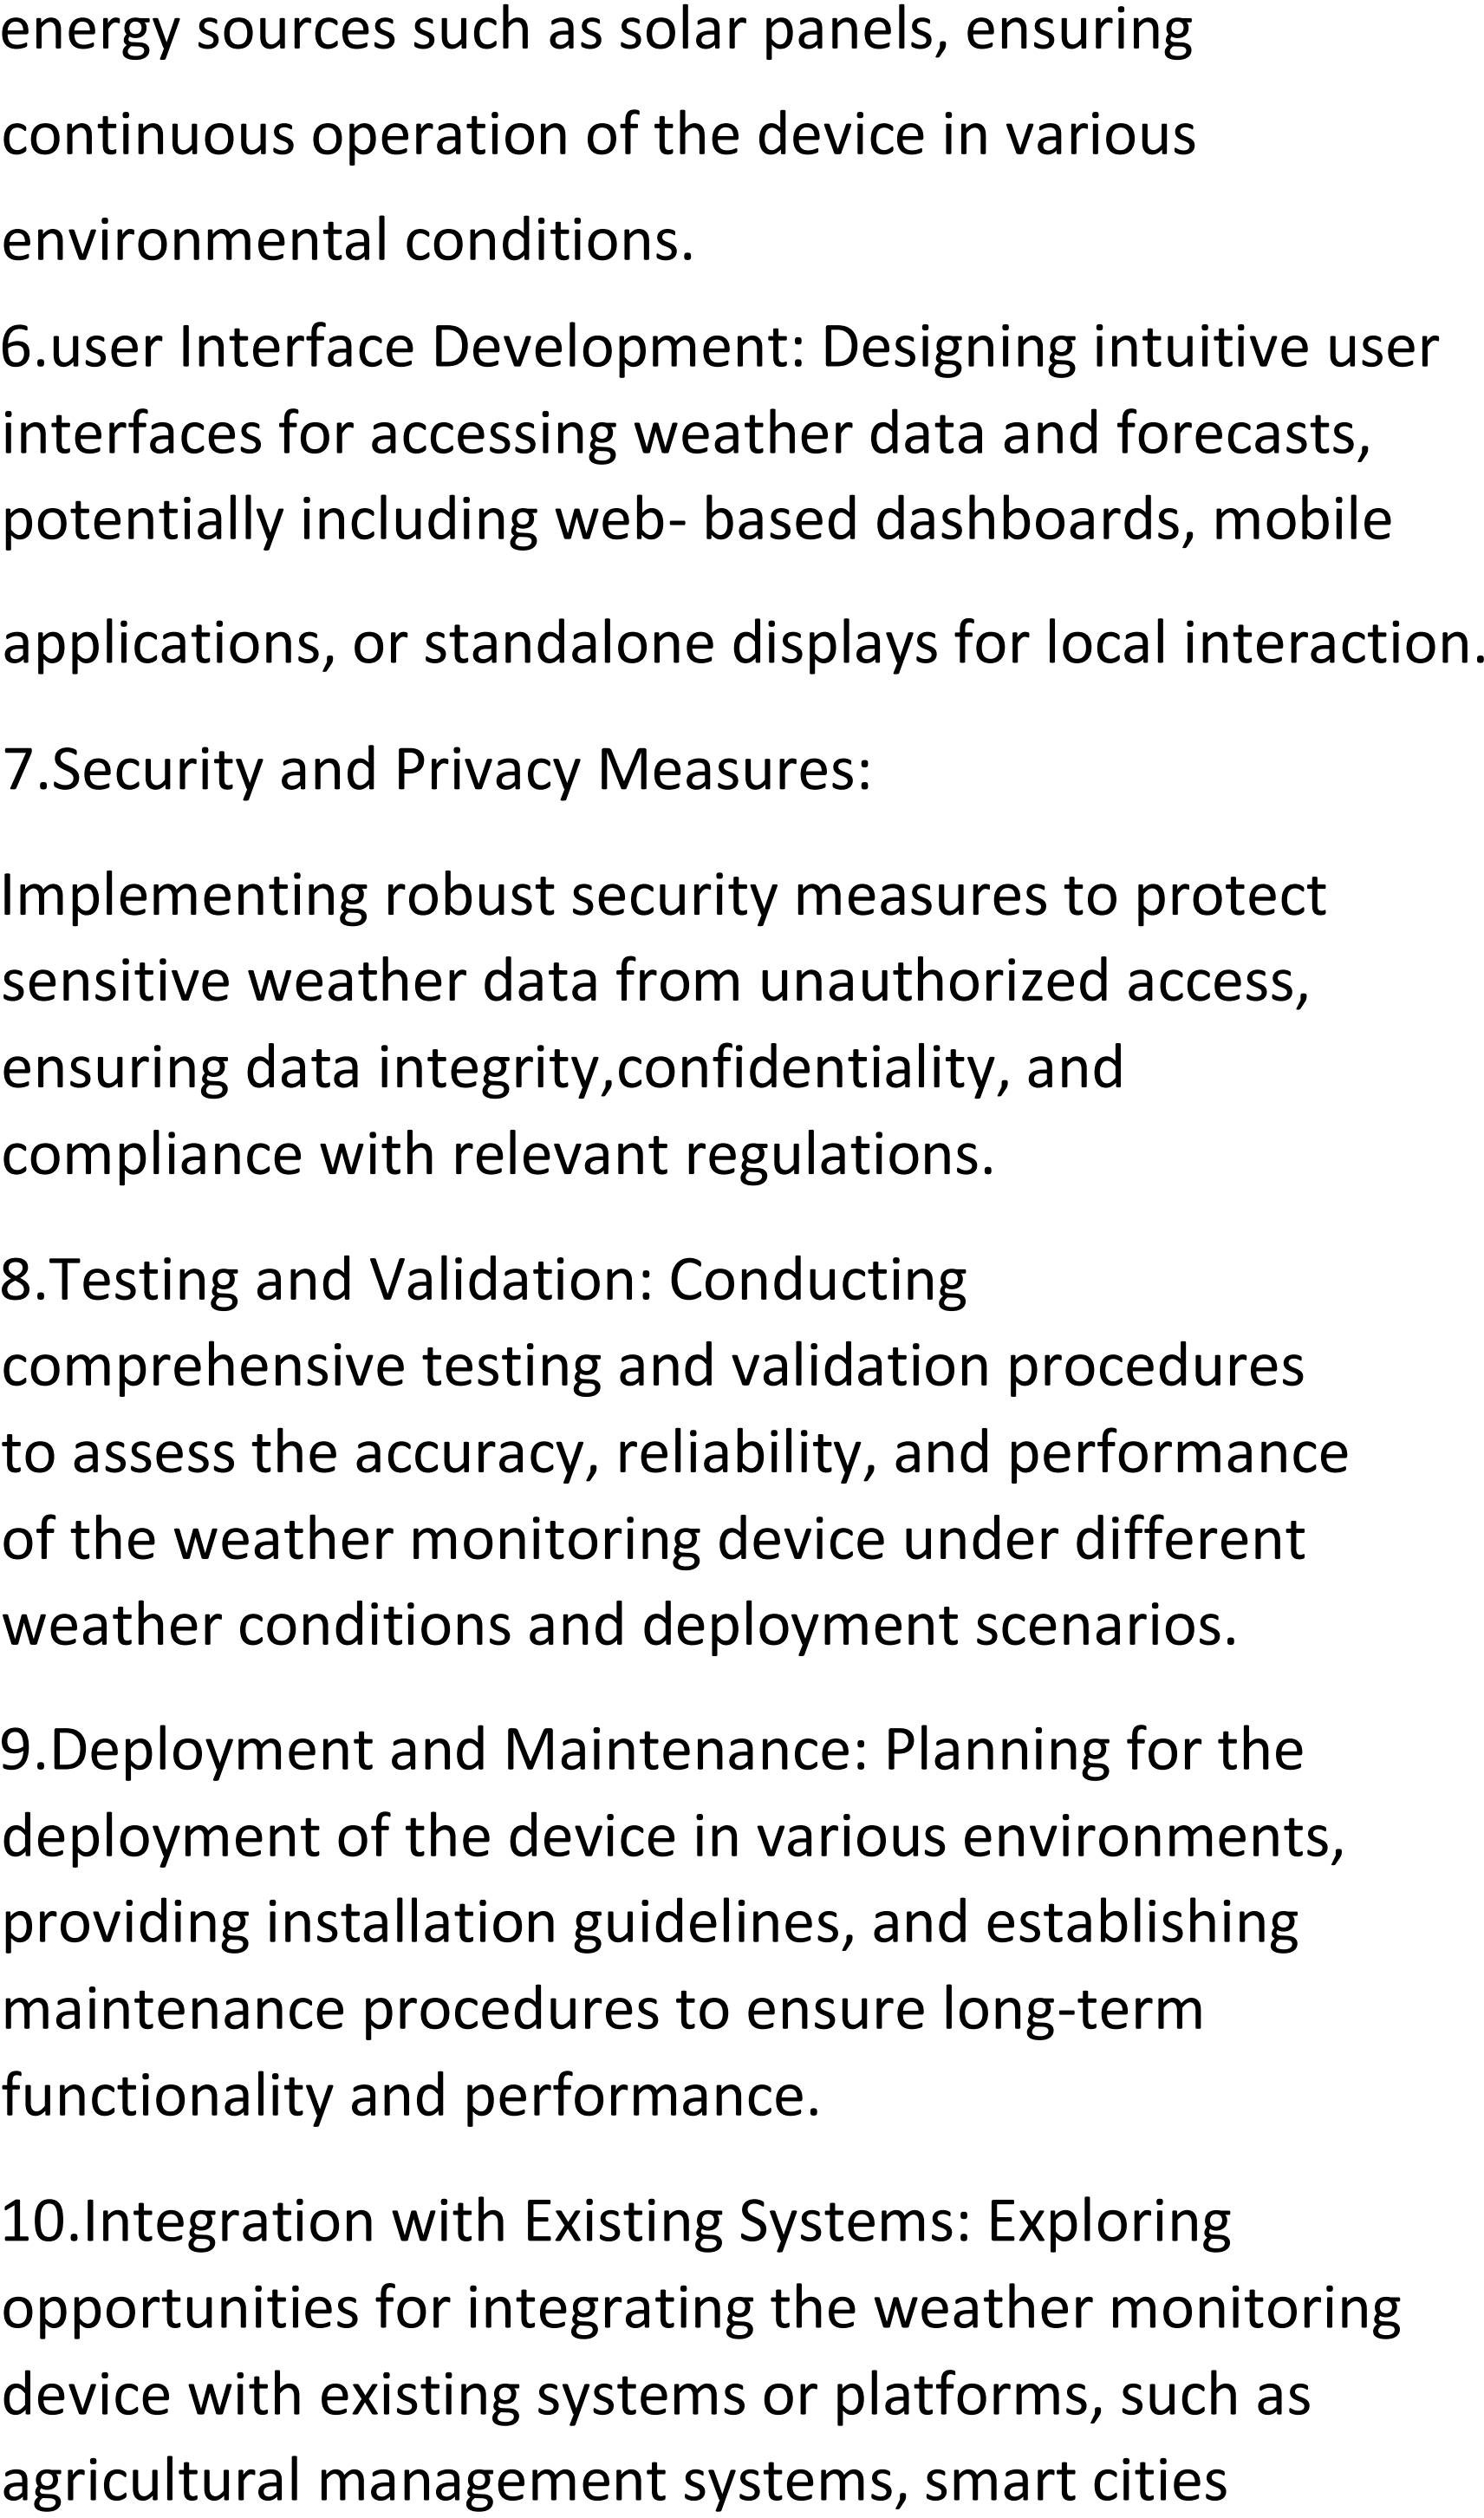 energy sources such as solar panels, ensuring
continuous operation of the device in various
environmental conditions.
6.user Interface Development: Designing intuitive user
interfaces for accessing weather data and forecasts,
potentially including web- based dashboards, mobile
applications, or standalone displays for local interaction.
7.Security and Privacy Measures:
Implementing robust security measures to protect
sensitive weather data from unauthorized access,
ensuring data integrity,confidentiality, and
compliance with relevant regulations.
8.Testing and Validation: Conducting
comprehensive testing and validation procedures
to assess the accuracy, reliability, and performance
of the weather monitoring device under different
weather conditions and deployment scenarios.
9.Deployment and Maintenance: Planning for the
deployment of the device in various environments,
providing installation guidelines, and establishing
maintenance procedures to ensure long-term
functionality and performance.
10.Integration with Existing Systems: Exploring
opportunities for integrating the weather monitoring
device with existing systems or platforms, such as
agricultural management systems, smart cities